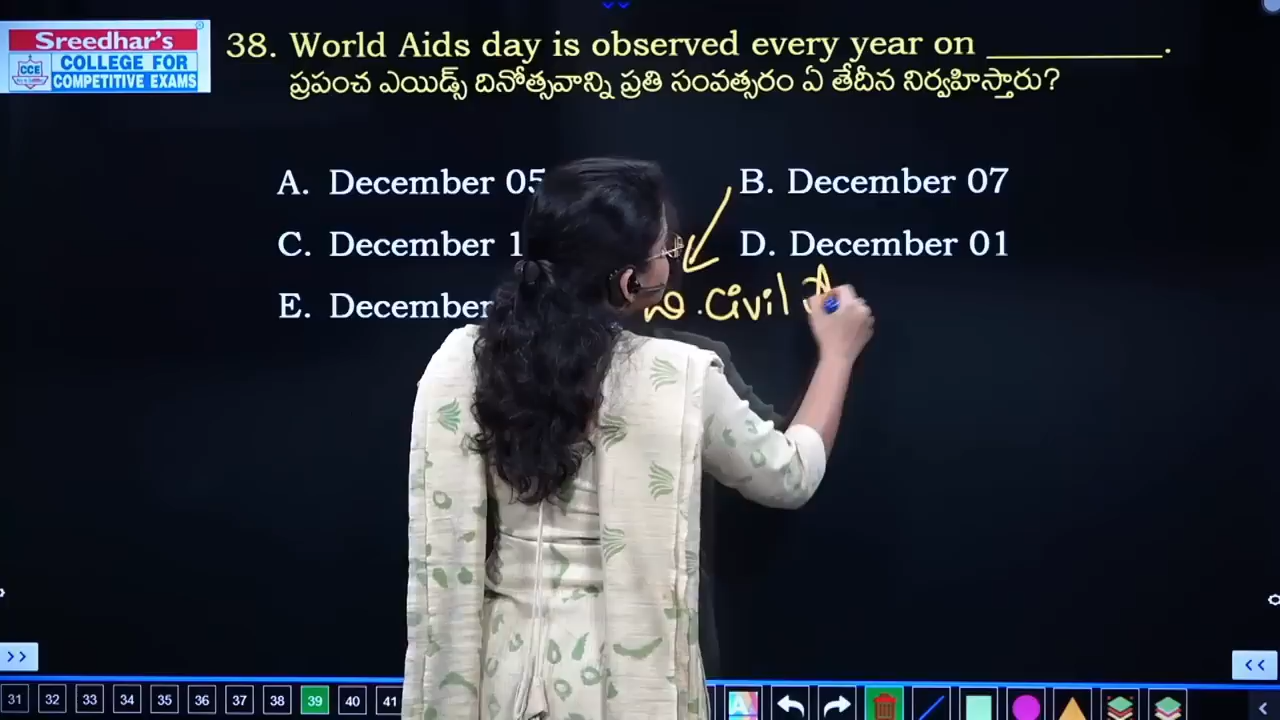 Sreedhar's
CCE
COLLEGE FOR
COMPETITIVE EXAMS
38. World Aids day is observed every year on __________.
ప్రపంచ ఎయిడ్స్ దినోత్సవాన్ని ప్రతి సంవత్సరం ఏ తేదీన నిర్వహిస్తారు?
A. December 05
B. December 07
C. December 1
D. December 01
E. December
. Civil
>>
<<
31 32 33 34 35 36 37 38 39 40 41